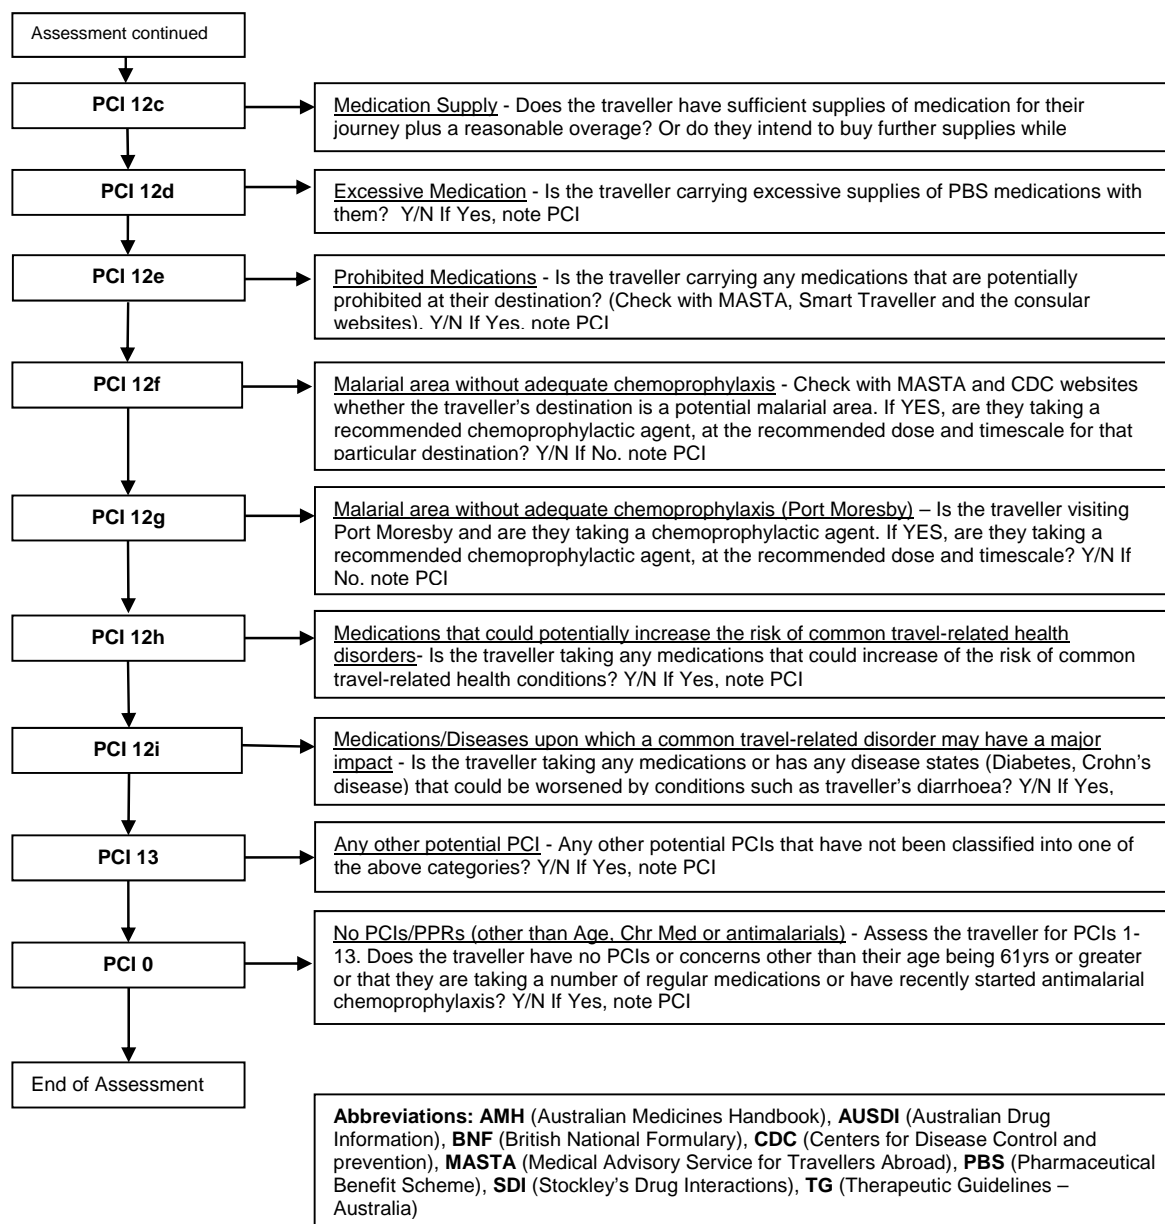 Assessment continued
PCI 12c
Medication Supply - Does the traveller have sufficient supplies of medication for their
journey plus a reasonable overage? Or do they intend to buy further supplies while
PCI 12d
Excessive Medication - Is the traveller carrying excessive supplies of PBS medications with
them?  Y/N If Yes, note PCI
PCI 12e
Prohibited Medications - Is the traveller carrying any medications that are potentially
prohibited at their destination? (Check with MASTA, Smart Traveller and the consular
websites). Y/N If Yes, note PCI
PCI 12f
Malarial area without adequate chemoprophylaxis - Check with MASTA and CDC websites
whether the traveller's destination is a potential malarial area. If YES, are they taking a
recommended chemoprophylactic agent, at the recommended dose and timescale for that
particular destination? Y/N If No, note PCI
PCI 12g
Malarial area without adequate chemoprophylaxis (Port Moresby) – Is the traveller visiting
Port Moresby and are they taking a chemoprophylactic agent. If YES, are they taking a
recommended chemoprophylactic agent, at the recommended dose and timescale? Y/N If
No, note PCI
PCI 12h
Medications that could potentially increase the risk of common travel-related health
disorders- Is the traveller taking any medications that could increase of the risk of common
travel-related health conditions? Y/N If Yes, note PCI
PCI 12i
Medications/Diseases upon which a common travel-related disorder may have a major
impact - Is the traveller taking any medications or has any disease states (Diabetes, Crohn's
disease) that could be worsened by conditions such as traveller's diarrhoea? Y/N If Yes,
PCI 13
Any other potential PCI - Any other potential PCIs that have not been classified into one of
the above categories? Y/N If Yes, note PCI
PCI 0
No PCIs/PPRs (other than Age, Chr Med or antimalarials) - Assess the traveller for PCIs 1-
13. Does the traveller have no PCIs or concerns other than their age being 61yrs or greater
or that they are taking a number of regular medications or have recently started antimalarial
chemoprophylaxis? Y/N If Yes, note PCI
End of Assessment
Abbreviations: AMH (Australian Medicines Handbook), AUSDI (Australian Drug
Information), BNF (British National Formulary), CDC (Centers for Disease Control and
prevention), MASTA (Medical Advisory Service for Travellers Abroad), PBS (Pharmaceutical
Benefit Scheme), SDI (Stockley's Drug Interactions), TG (Therapeutic Guidelines –
Australia)